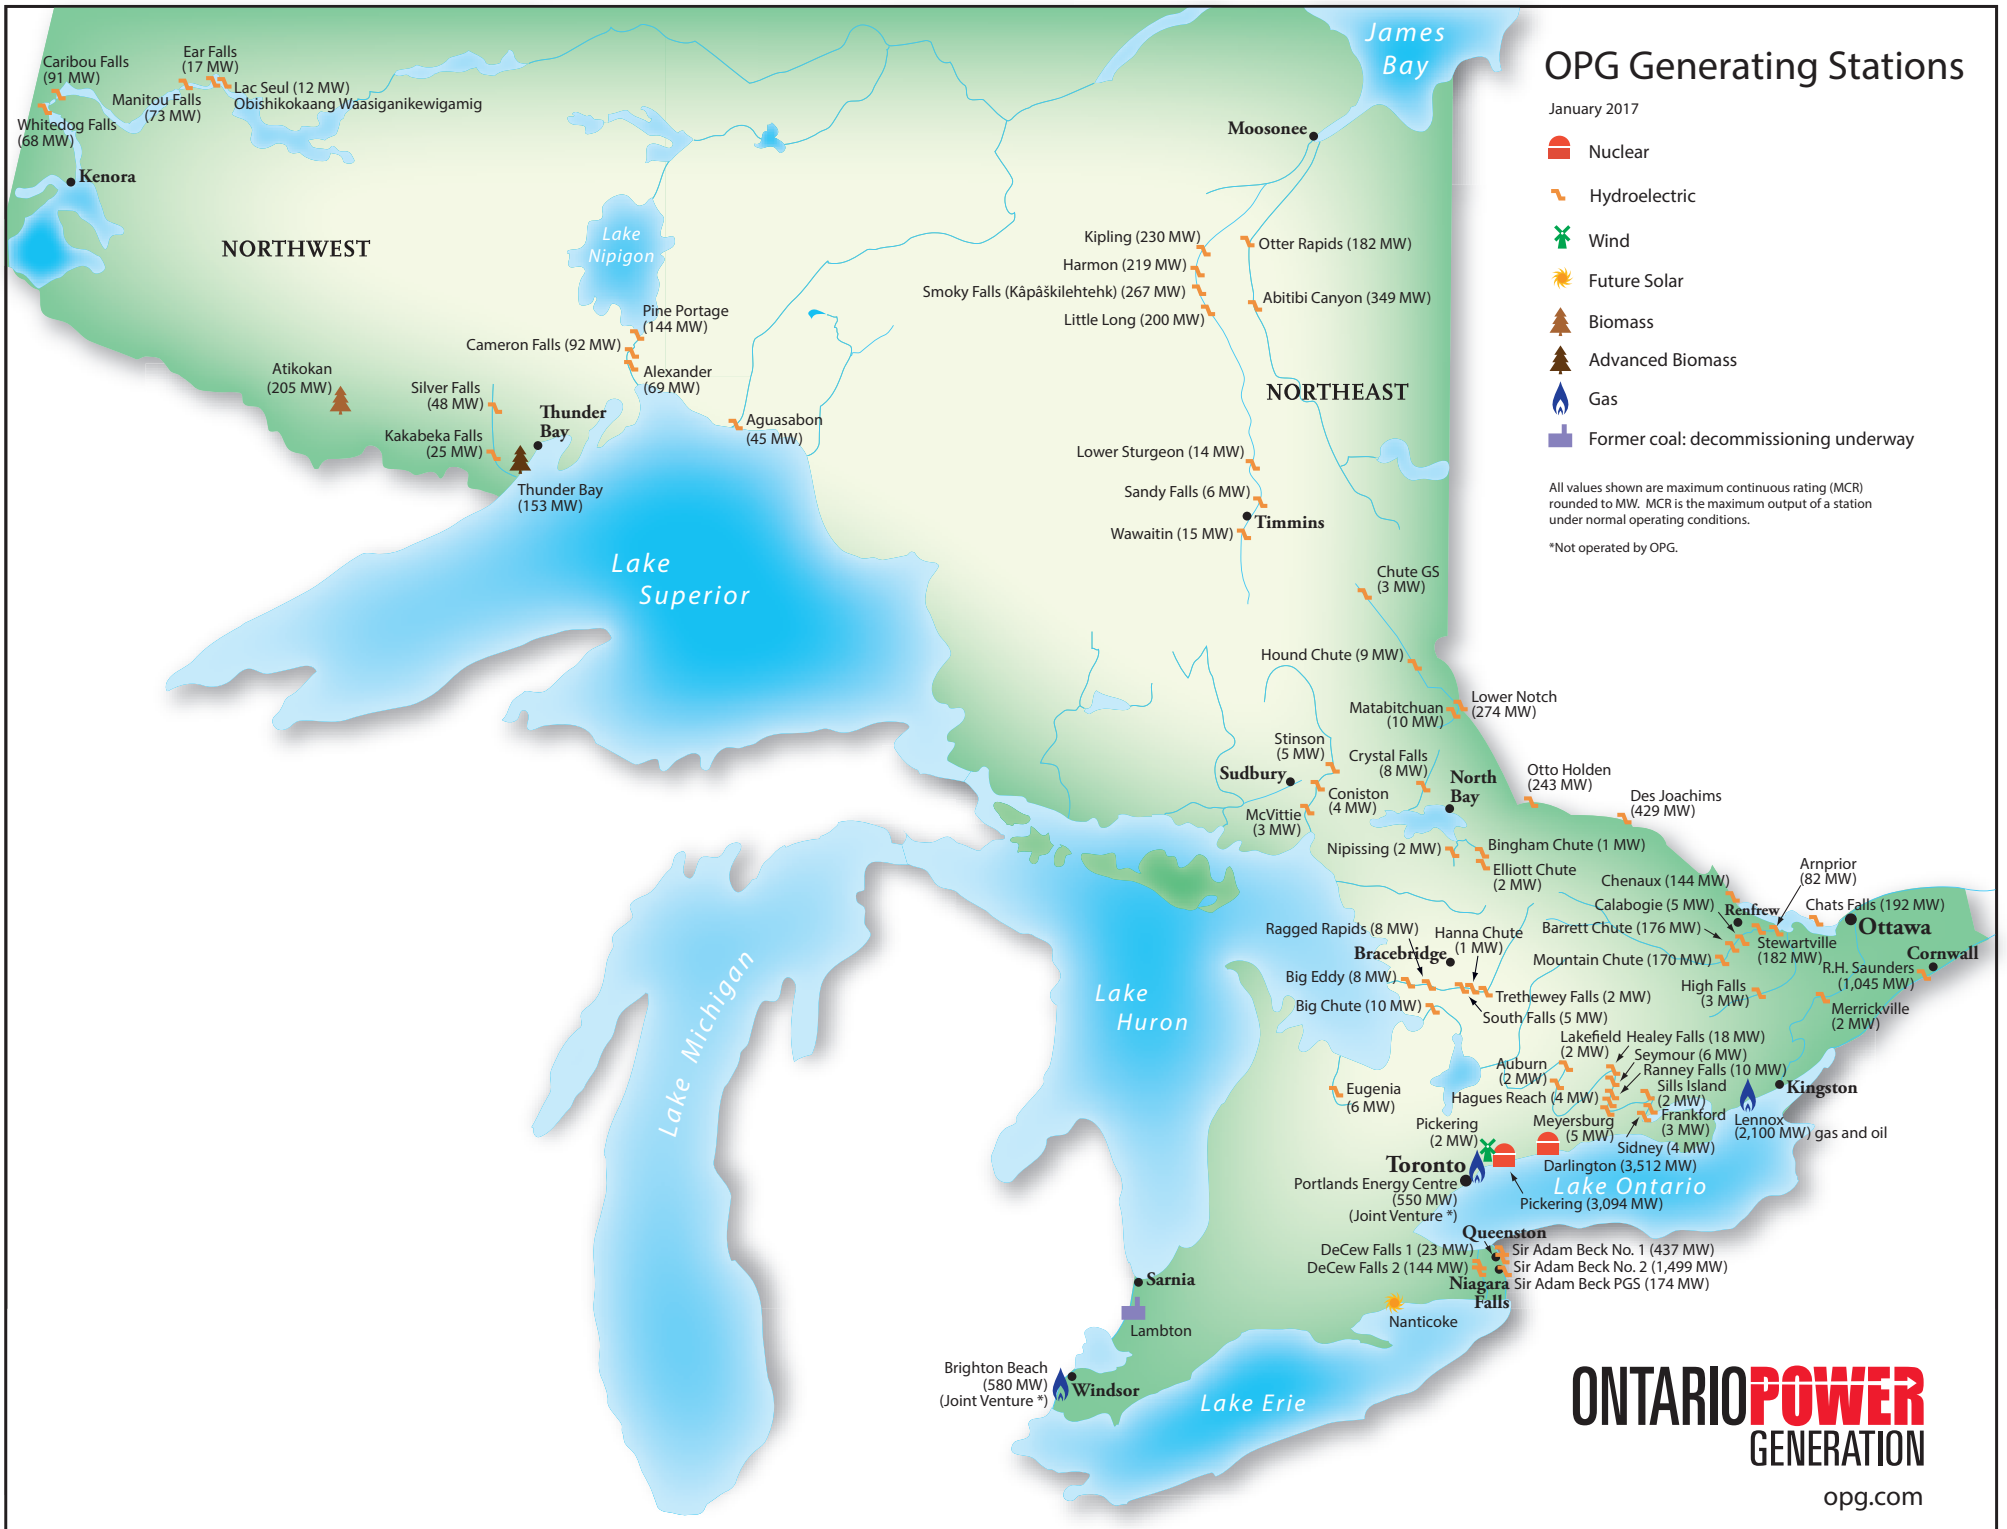 OPG Generating Stations
January 2017
Nuclear
Hydroelectric
Wind
Future Solar
Biomass
Advanced Biomass
Gas
Former coal: decommissioning underway
All values shown are maximum continuous rating (MCR)
rounded to MW.  MCR is the maximum output of a station
under normal operating conditions.
*Not operated by OPG.
James
Bay
Caribou Falls
(91 MW)
Ear Falls
(17 MW)
Manitou Falls
(73 MW)
Lac Seul (12 MW)
Obishikokaang Waasiganikewigamig
Whitedog Falls
(68 MW)
Kenora
NORTHWEST
Lake
Nipigon
Pine Portage
(144 MW)
Cameron Falls (92 MW)
Alexander
(69 MW)
Atikokan
(205 MW)
Silver Falls
(48 MW)
Kakabeka Falls
(25 MW)
Thunder
Bay
Thunder Bay
(153 MW)
Aguasabon
(45 MW)
Lake
Superior
Moosonee
Kipling (230 MW)
Harmon (219 MW)
Smoky Falls (Kâpâškilehtehk) (267 MW)
Little Long (200 MW)
Otter Rapids (182 MW)
Abitibi Canyon (349 MW)
NORTHEAST
Lower Sturgeon (14 MW)
Sandy Falls (6 MW)
Timmins
Wawaitin (15 MW)
Chute GS
(3 MW)
Hound Chute (9 MW)
Matabitchuan
(10 MW)
Lower Notch
(274 MW)
Stinson
(5 MW)
Crystal Falls
(8 MW)
Sudbury
Coniston
(4 MW)
McVittie
(3 MW)
North
Bay
Otto Holden
(243 MW)
Des Joachims
(429 MW)
Nipissing (2 MW)
Bingham Chute (1 MW)
Elliott Chute
(2 MW)
Arnprior
(82 MW)
Chenaux (144 MW)
Calabogie (5 MW)
Renfrew
Chats Falls (192 MW)
Ottawa
Barrett Chute (176 MW)
Stewartville
(182 MW)
Mountain Chute (170 MW)
Cornwall
R.H. Saunders
(1,045 MW)
High Falls
(3 MW)
Merrickville
(2 MW)
Ragged Rapids (8 MW)
Hanna Chute
(1 MW)
Bracebridge
Big Eddy (8 MW)
Big Chute (10 MW)
Trethewey Falls (2 MW)
South Falls (5 MW)
Lake
Huron
Lake Michigan
Lakefield
(2 MW)
Healey Falls (18 MW)
Seymour (6 MW)
Ranney Falls (10 MW)
Auburn
(2 MW)
Hagues Reach (4 MW)
Sills Island
(2 MW)
Frankford
(3 MW)
Meyersburg
(5 MW)
Sidney (4 MW)
Kingston
Lennox
(2,100 MW) gas and oil
Eugenia
(6 MW)
Pickering
(2 MW)
Toronto
Portlands Energy Centre
(550 MW)
(Joint Venture *)
Darlington (3,512 MW)
Lake Ontario
Pickering (3,094 MW)
Queenston
DeCew Falls 1 (23 MW)
DeCew Falls 2 (144 MW)
Sir Adam Beck No. 1 (437 MW)
Sir Adam Beck No. 2 (1,499 MW)
Sir Adam Beck PGS (174 MW)
Niagara
Falls
Nanticoke
Sarnia
Lambton
Brighton Beach
(580 MW)
(Joint Venture *)
Windsor
Lake Erie
ONTARIOPOWER
GENERATION
opg.com